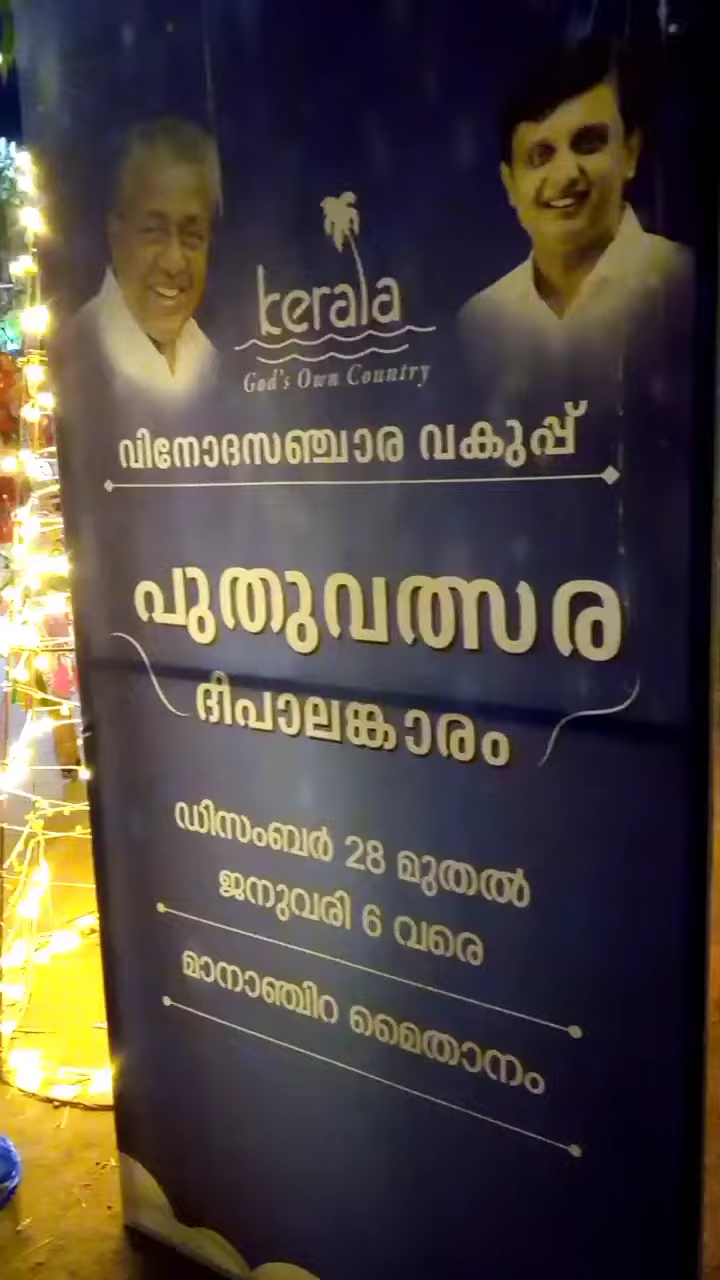 kerala
God's Own Country
വിനോദസഞ്ചാര വകുപ്പ്
പുതുവത്സര
ദീപാലങ്കാരം
ഡിസംബർ 28 മുതൽ
ജനുവരി 6 വരെ
മാനാഞ്ചിറ മൈതാനം